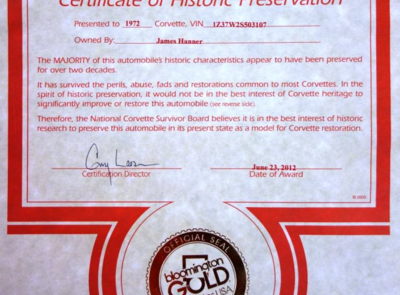 Certificate of Historic Preservation
Presented to 1972 Corvette, VIN 1Z37W2S503107
Owned By: James Hanner
The MAJORITY of this automobile's historic characteristics appear to have been preserved
for over two decades.
It has survived the perils, abuse, fads and restorations common to most Corvettes. In the
spirit of historic preservation, it would not be in the best interest of Corvette heritage to
significantly improve or restore this automobile (see reverse side).
Therefore, the National Corvette Survivor Board believes it is in the best interest of historic
research to preserve this automobile in its present state as a model for Corvette restoration.
June 23, 2012
Certification Director
Date of Award
OFFICIAL SEAL
bloomington
GOLD
USA